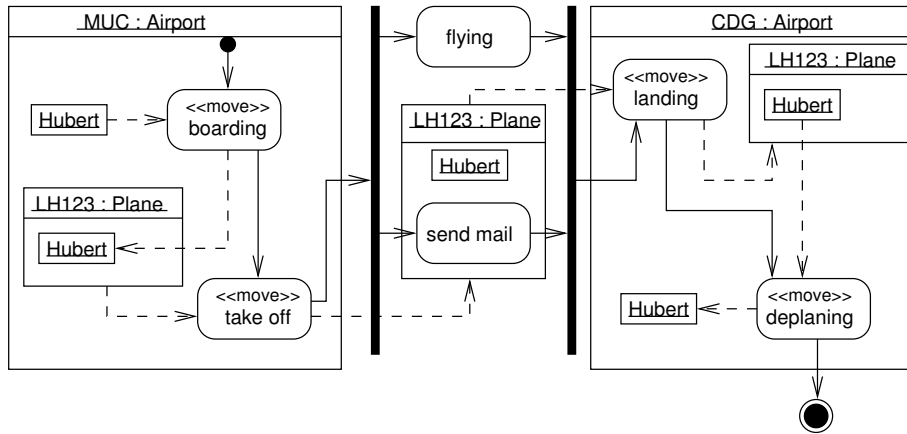 MUC : Airport
<<move>>
boarding
Hubert
LH123 : Plane
Hubert
<<move>>
take off
flying
LH123 : Plane
Hubert
send mail
CDG : Airport
<<move>>
landing
LH123 : Plane
Hubert
<<move>>
deplaning
Hubert